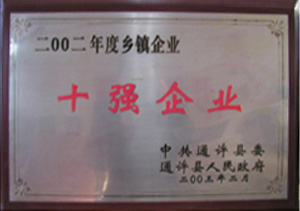 二00二年度乡镇企业
十强企业
中共通许县委
通许县人民政府
二00三年二月